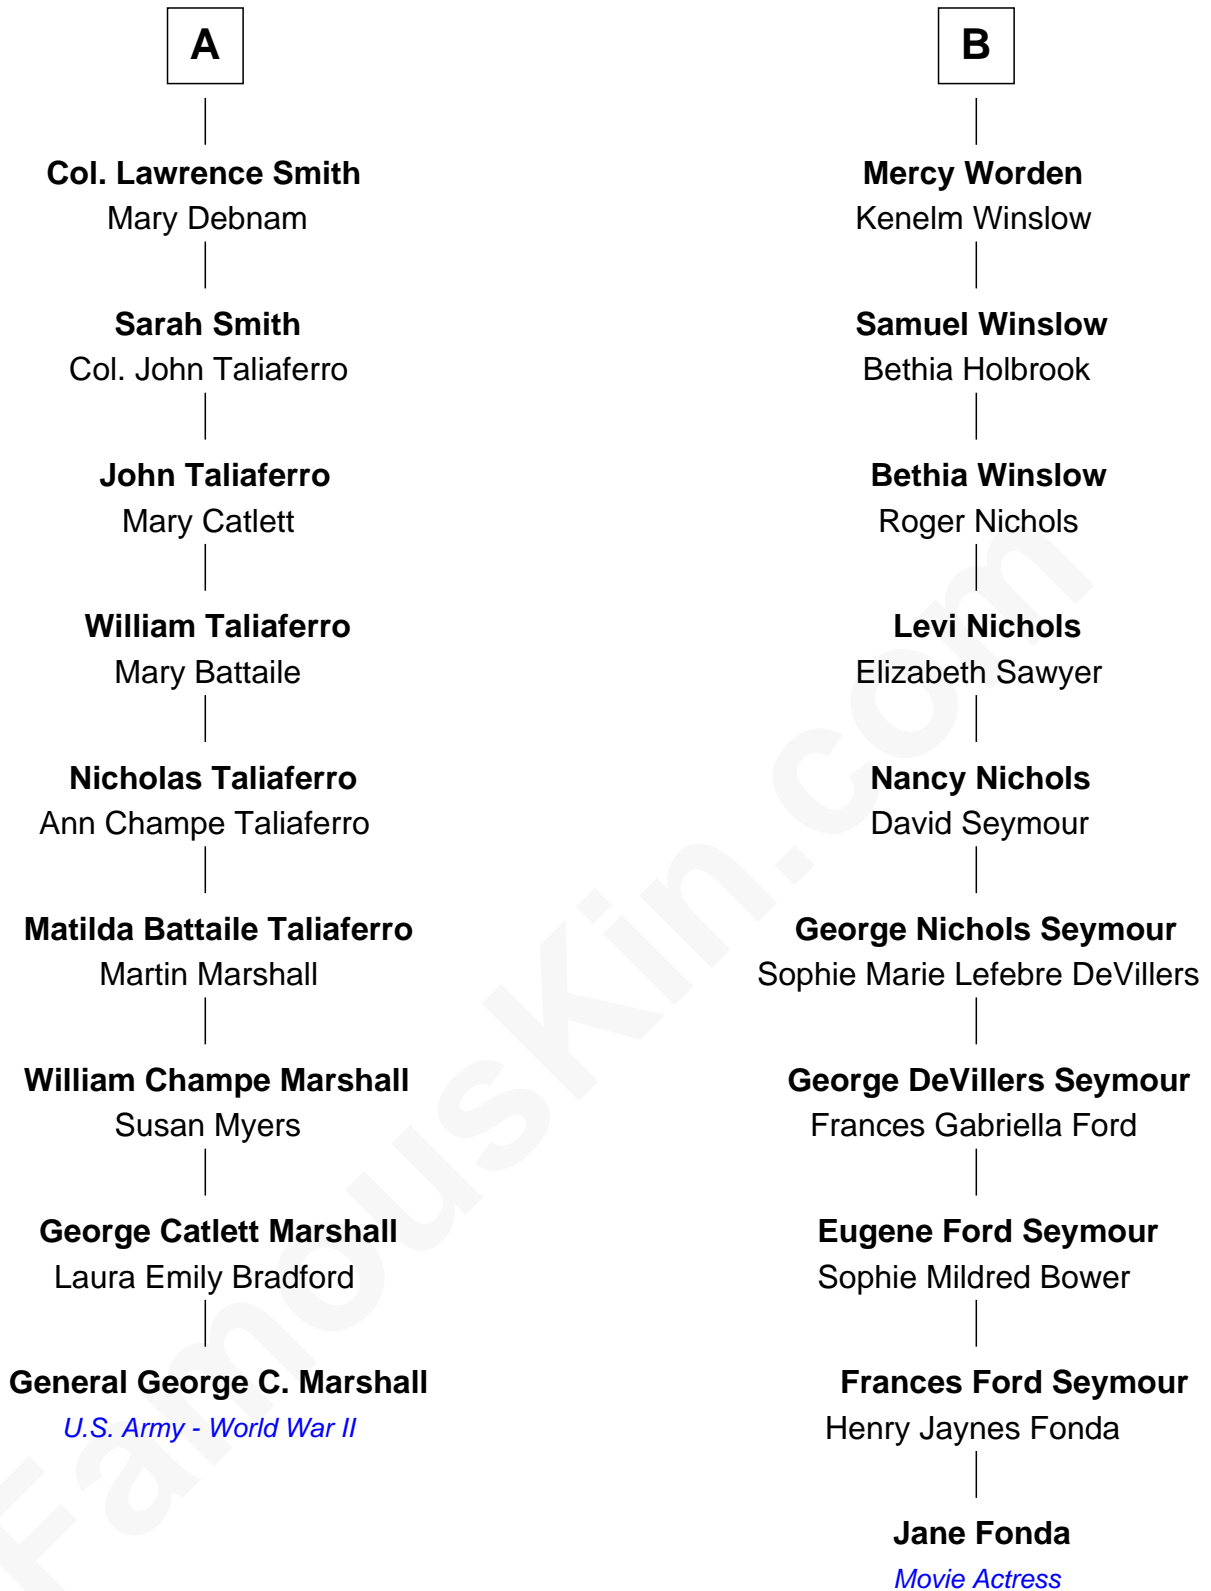 A
Col. Lawrence Smith
Mary Debnam
Sarah Smith
Col. John Taliaferro
John Taliaferro
Mary Catlett
William Taliaferro
Mary Battaile
Nicholas Taliaferro
Ann Champe Taliaferro
Matilda Battaile Taliaferro
Martin Marshall
William Champe Marshall
Susan Myers
George Catlett Marshall
Laura Emily Bradford
General George C. Marshall
U.S. Army - World War II
B
Mercy Worden
Kenelm Winslow
Samuel Winslow
Bethia Holbrook
Bethia Winslow
Roger Nichols
Levi Nichols
Elizabeth Sawyer
Nancy Nichols
David Seymour
George Nichols Seymour
Sophie Marie Lefebre DeVillers
George DeVillers Seymour
Frances Gabriella Ford
Eugene Ford Seymour
Sophie Mildred Bower
Frances Ford Seymour
Henry Jaynes Fonda
Jane Fonda
Movie Actress
FamousKin.com